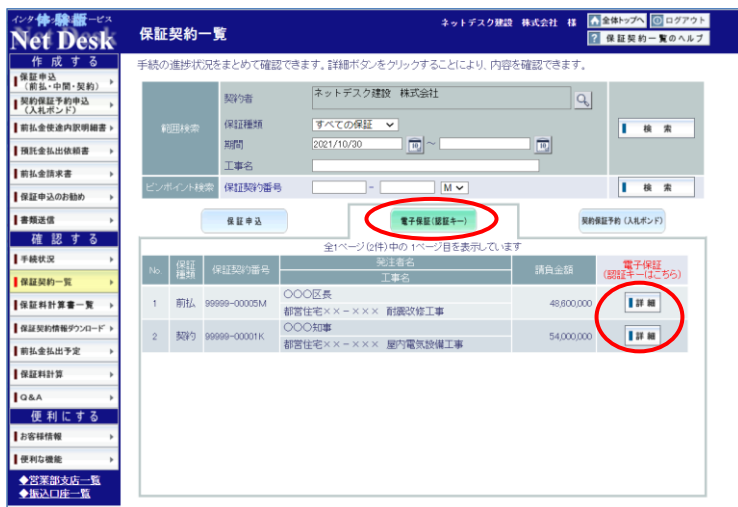 インタ体験版ービス
Net Desk
保証契約一覧
ネットデスク建設 株式会社 様
全体トップへ
ログアウト
? 保証契約一覧のヘルプ
作成する
保証申込
(前払・中間・契約)
契約保証予約申込
(入札ボンド)
前払金使途内訳明細書
預託金払出依頼書
前払金請求書
保証申込のお勧め
書類送信
確認する
手続状況
保証契約一覧
保証料計算書一覧
保証契約情報ダウンロード
前払金払出予定
保証料計算
Q&A
便利にする
お客様情報
便利な機能
◆営業部支店一覧
◆振込口座一覧
手続の進捗状況をまとめて確認できます。詳細ボタンをクリックすることにより、内容を確認できます。
範囲検索
契約者 ネットデスク建設 株式会社
保証種類 すべての保証
期間 2021/10/30 ~
工事名
検索
ピンポイント検索 保証契約番号 - M
検索
保証申込
電子保証(認証キー)
契約保証予約(入札ボンド)
全1ページ(2件)中の 1ページ目を表示しています
No. 保証種類 保証契約番号 発注者名 工事名 請負金額 電子保証(認証キーはこちら)
1 前払 99999-00005M ○○○区長 48,600,000 詳細
都営住宅××-××× 耐震改修工事
2 契約 99999-00001K ○○○知事 54,000,000 詳細
都営住宅××-××× 屋内電気設備工事